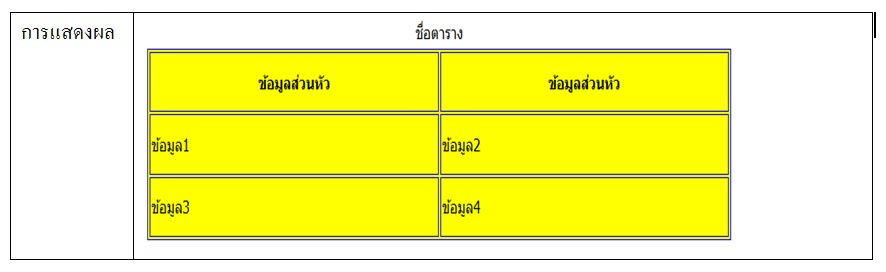 การแสดงผล
ชื่อตาราง
ข้อมูลส่วนหัว ข้อมูลส่วนหัว
ข้อมูล1 ข้อมูล2
ข้อมูล3 ข้อมูล4